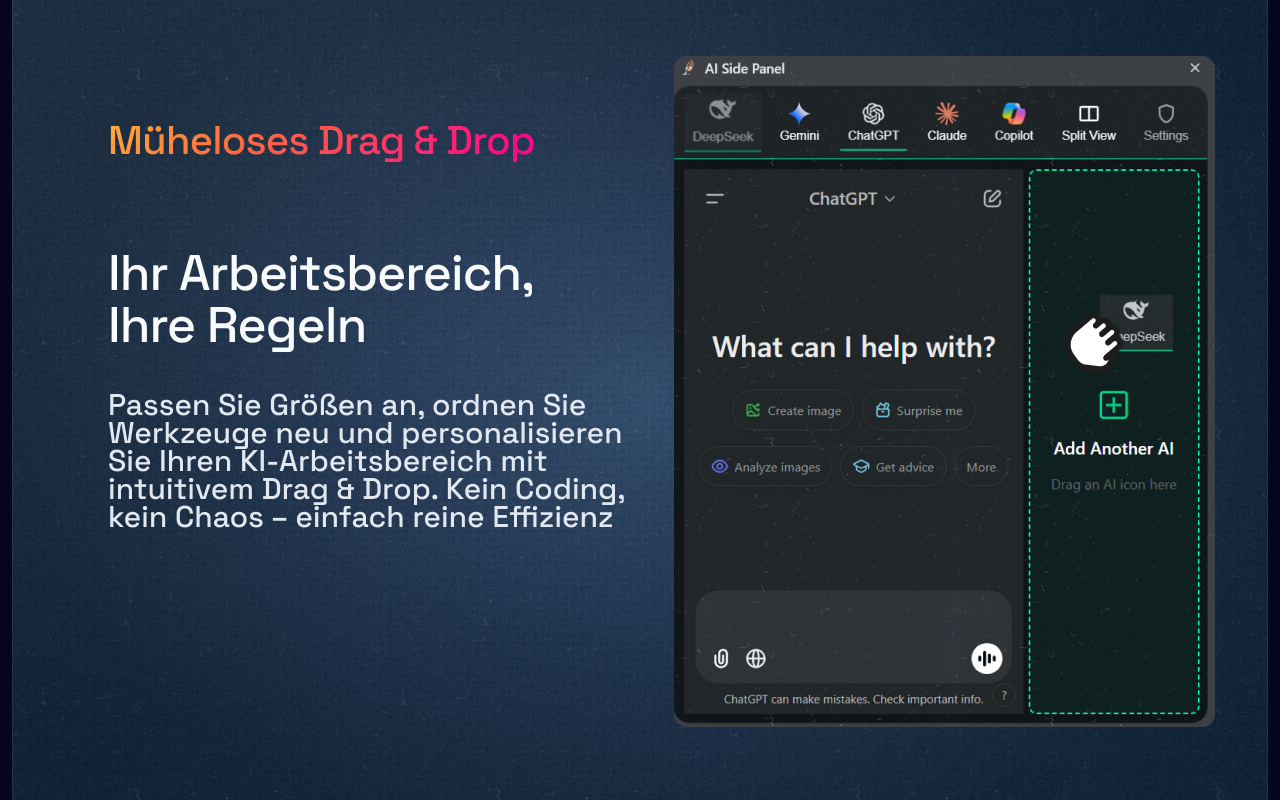 Müheloses Drag & Drop
Ihr Arbeitsbereich,
Ihre Regeln
Passen Sie Größen an, ordnen Sie
Werkzeuge neu und personalisieren
Sie Ihren KI-Arbeitsbereich mit
intuitivem Drag & Drop. Kein Coding,
kein Chaos – einfach reine Effizienz
AI Side Panel
DeepSeek Gemini ChatGPT Claude Copilot Split View Settings
ChatGPT
What can I help with?
Create image Surprise me
Analyze images Get advice More
ChatGPT can make mistakes. Check important info. ?
epSeek
Add Another AI
Drag an AI icon here